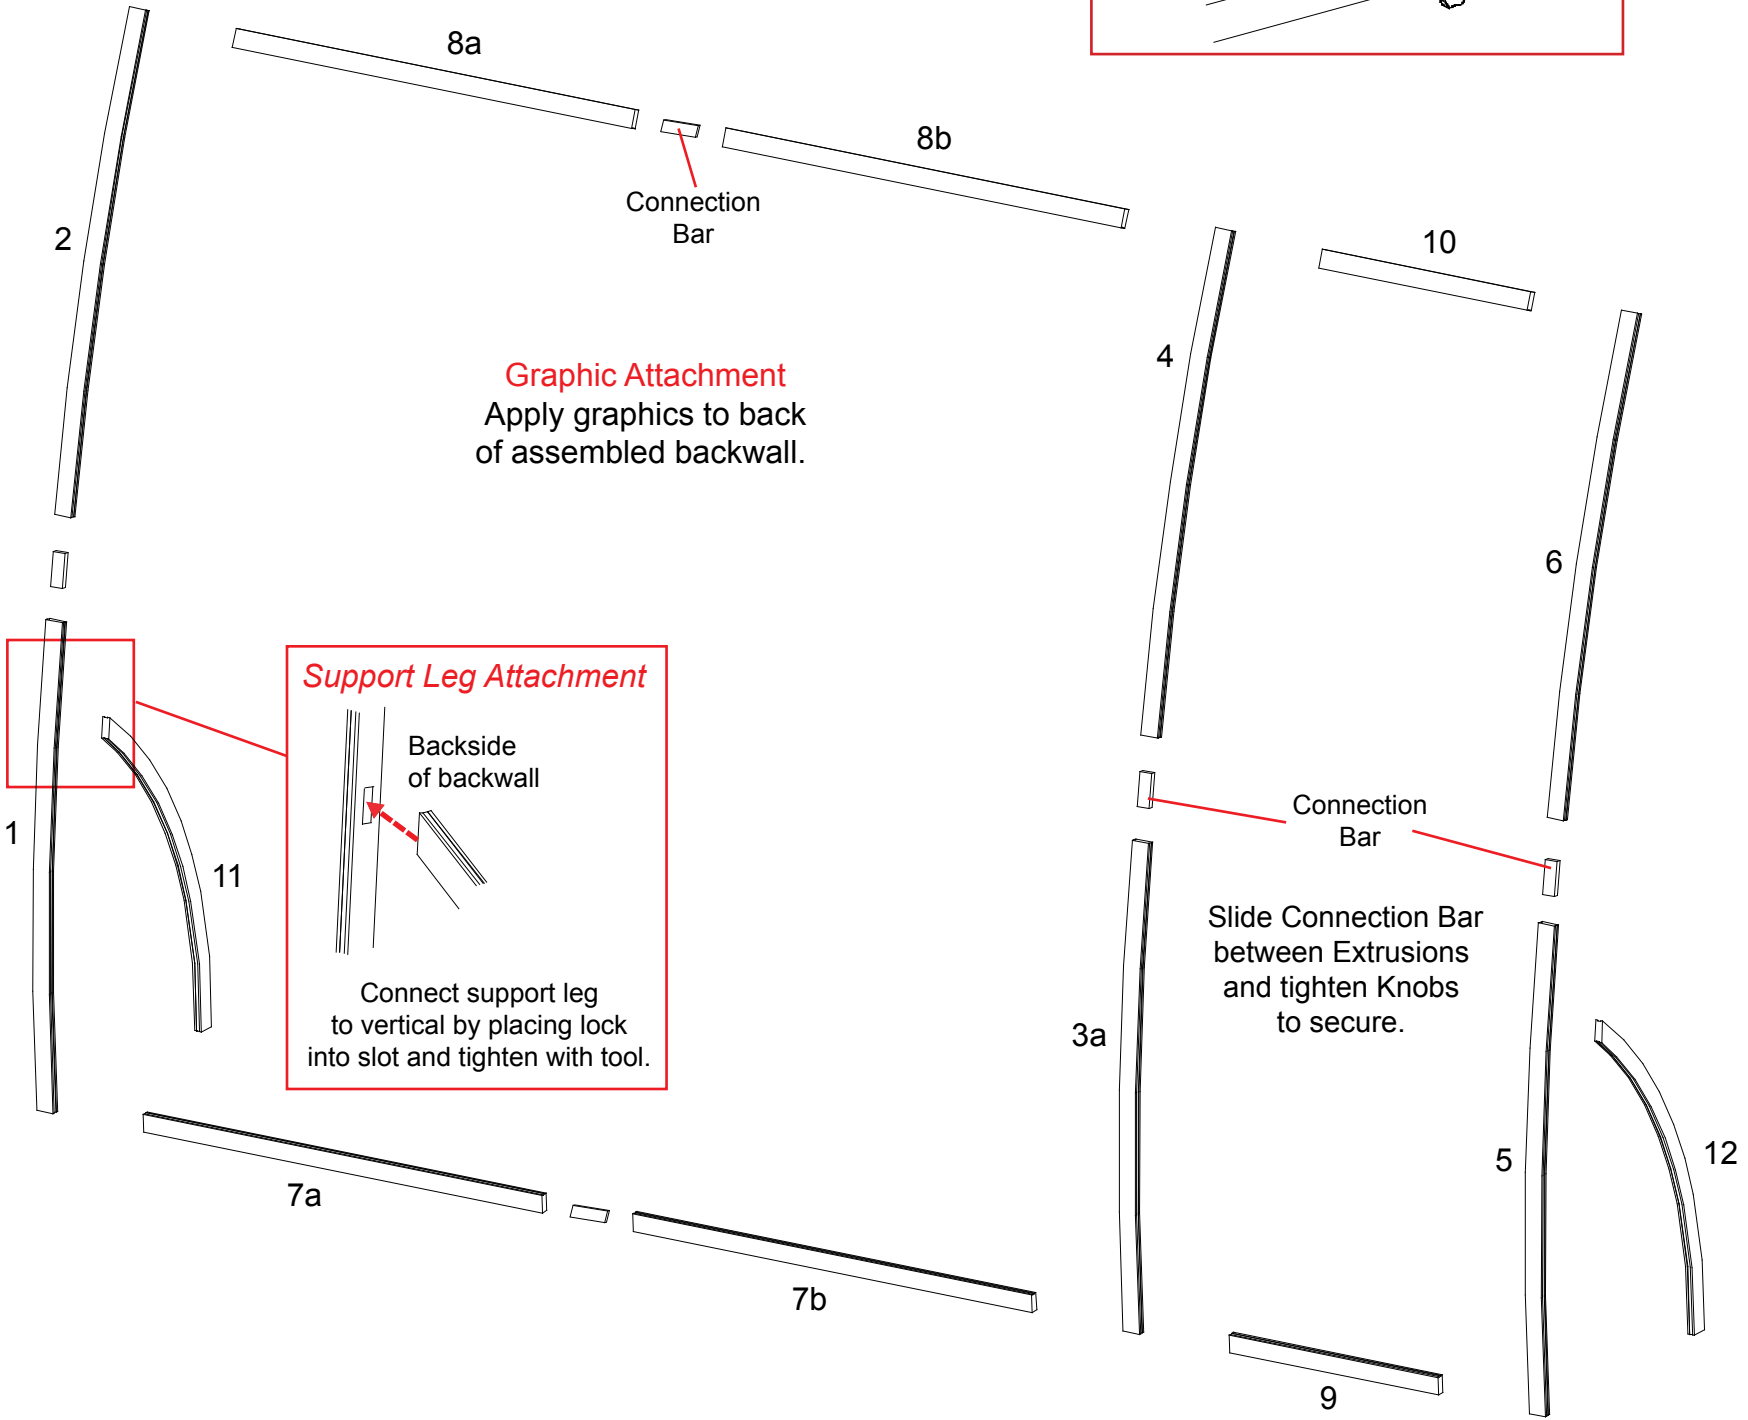 8a
8b
Connection
Bar
2
10
4
Graphic Attachment
Apply graphics to back
of assembled backwall.
6
Support Leg Attachment
Backside
of backwall
Connect support leg
to vertical by placing lock
into slot and tighten with tool.
1
11
Connection
Bar
Slide Connection Bar
between Extrusions
and tighten Knobs
to secure.
3a
5
12
7a
7b
9